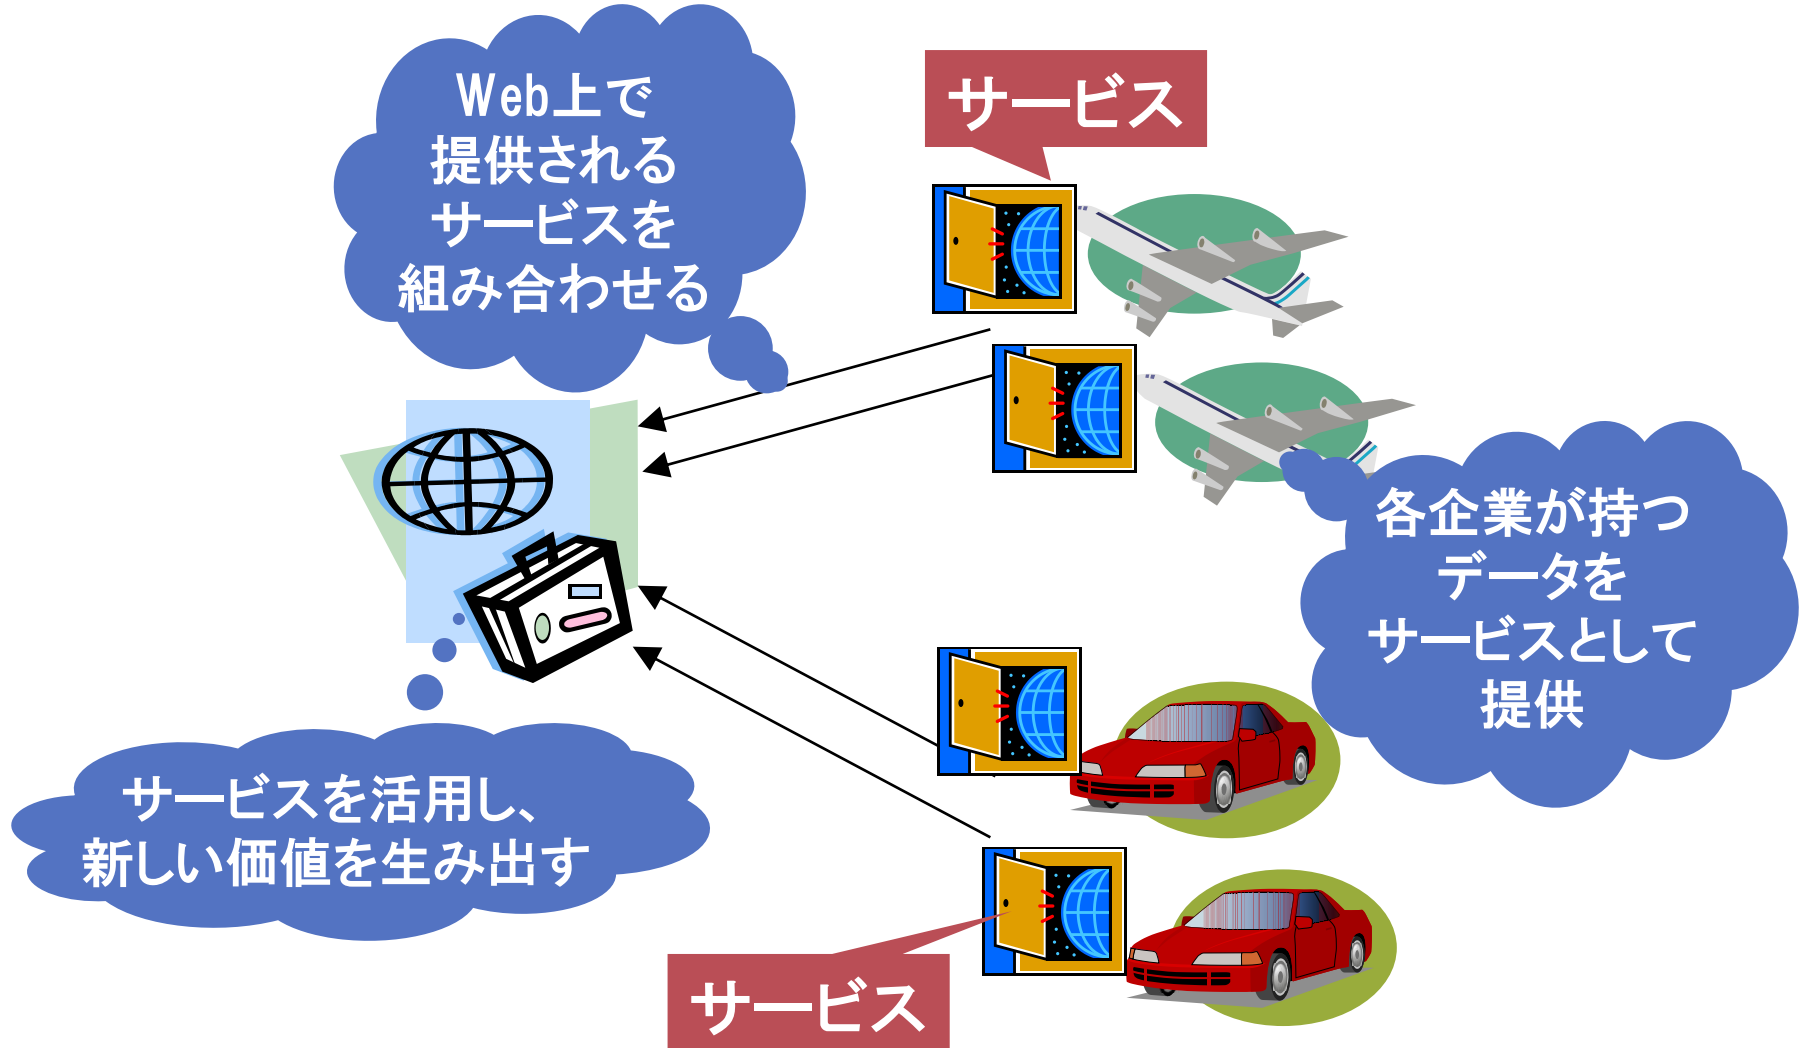 Web上で
提供される
サービスを
組み合わせる
サービス
各企業が持つ
データを
サービスとして
提供
サービスを活用し、
新しい価値を生み出す
サービス